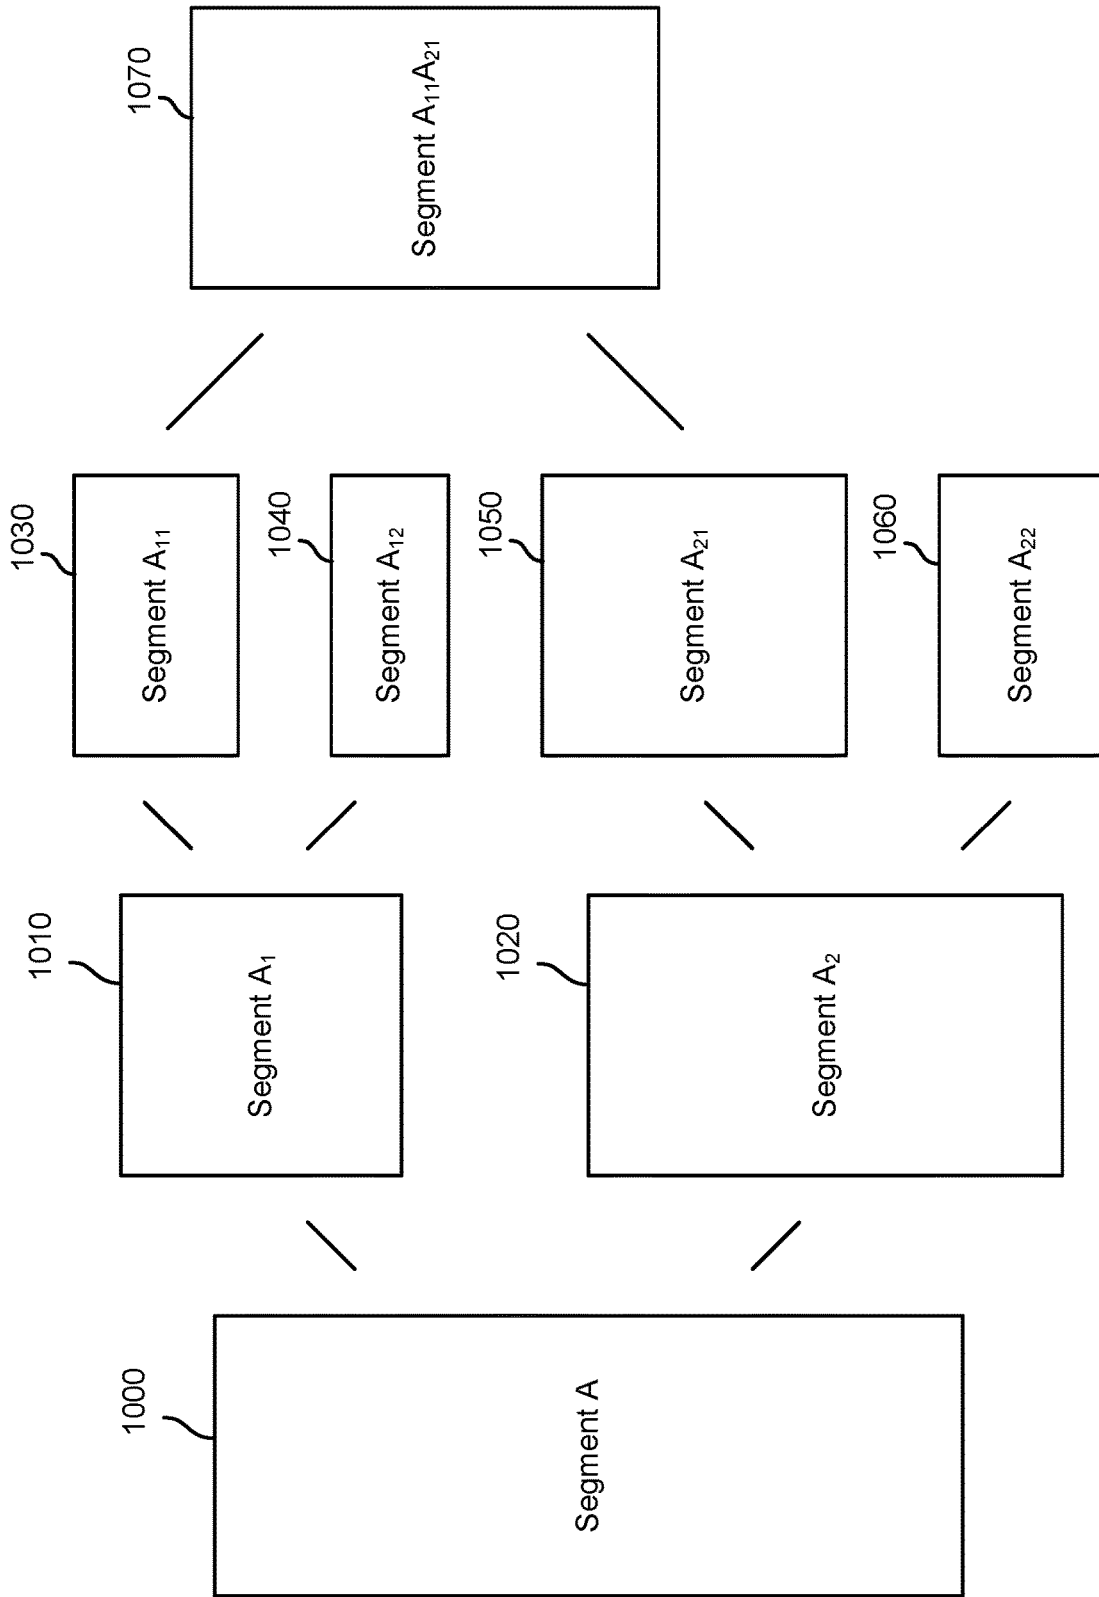 1000
Segment A
1010
Segment A₁
1020
Segment A₂
1030
Segment A₁₁
1040
Segment A₁₂
1050
Segment A₂₁
1060
Segment A₂₂
1070
Segment A₁₁A₂₁